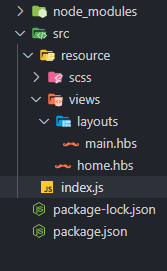 node_modules
src
resource
scss
views
layouts
main.hbs
home.hbs
index.js
package-lock.json
package.json